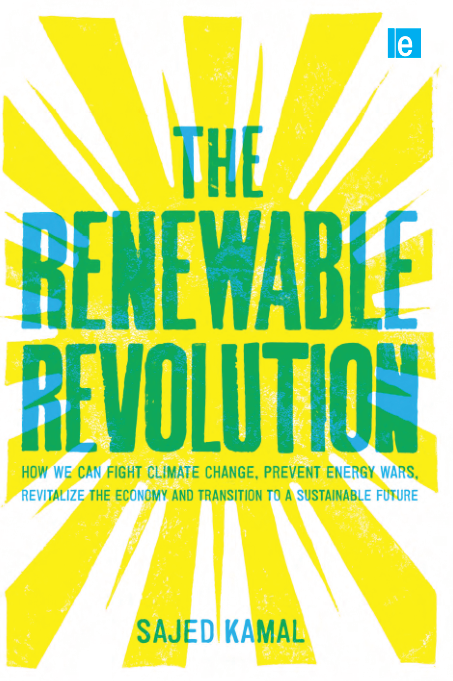 e
THE
RENEWABLE
REVOLUTION
HOW WE CAN FIGHT CLIMATE CHANGE, PREVENT ENERGY WARS,
REVITALIZE THE ECONOMY AND TRANSITION TO A SUSTAINABLE FUTURE
SAJED KAMAL